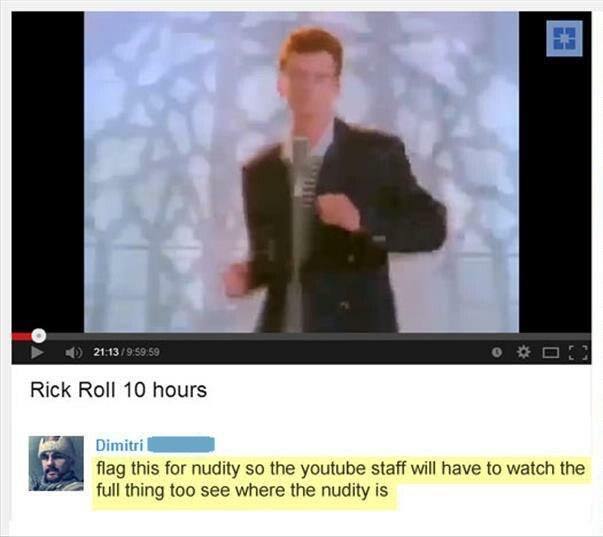 21:13 / 9:59:59
Rick Roll 10 hours
Dimitri
flag this for nudity so the youtube staff will have to watch the
full thing too see where the nudity is